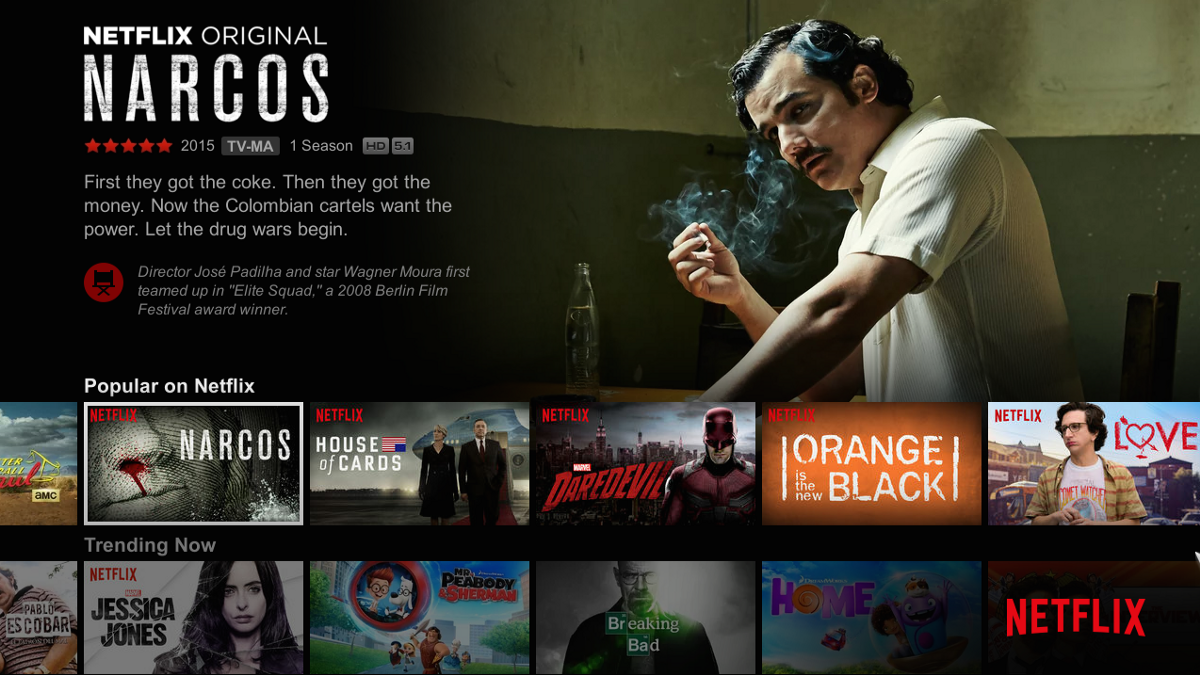 NETFLIX ORIGINAL
NARCOS
2015 TV-MA 1 Season HD 5.1
First they got the coke. Then they got the
money. Now the Colombian cartels want the
power. Let the drug wars begin.
Director José Padilha and star Wagner Moura first
teamed up in "Elite Squad," a 2008 Berlin Film
Festival award winner.
Popular on Netflix
amc
NETFLIX
NARCOS
NETFLIX
HOUSE
of CARDS
NETFLIX
MARVEL
DAREDEVIL
NETFLIX
ORANGE
is
the
new
BLACK
NETFLIX
LOVE
Trending Now
PABLO
ESCOBAR
NETFLIX
MARVEL
JESSICA
JONES
MR.
PEABODY
& SHERMAN
Breaking
Bad
DREAMWORKS
HOME
NETFLIX